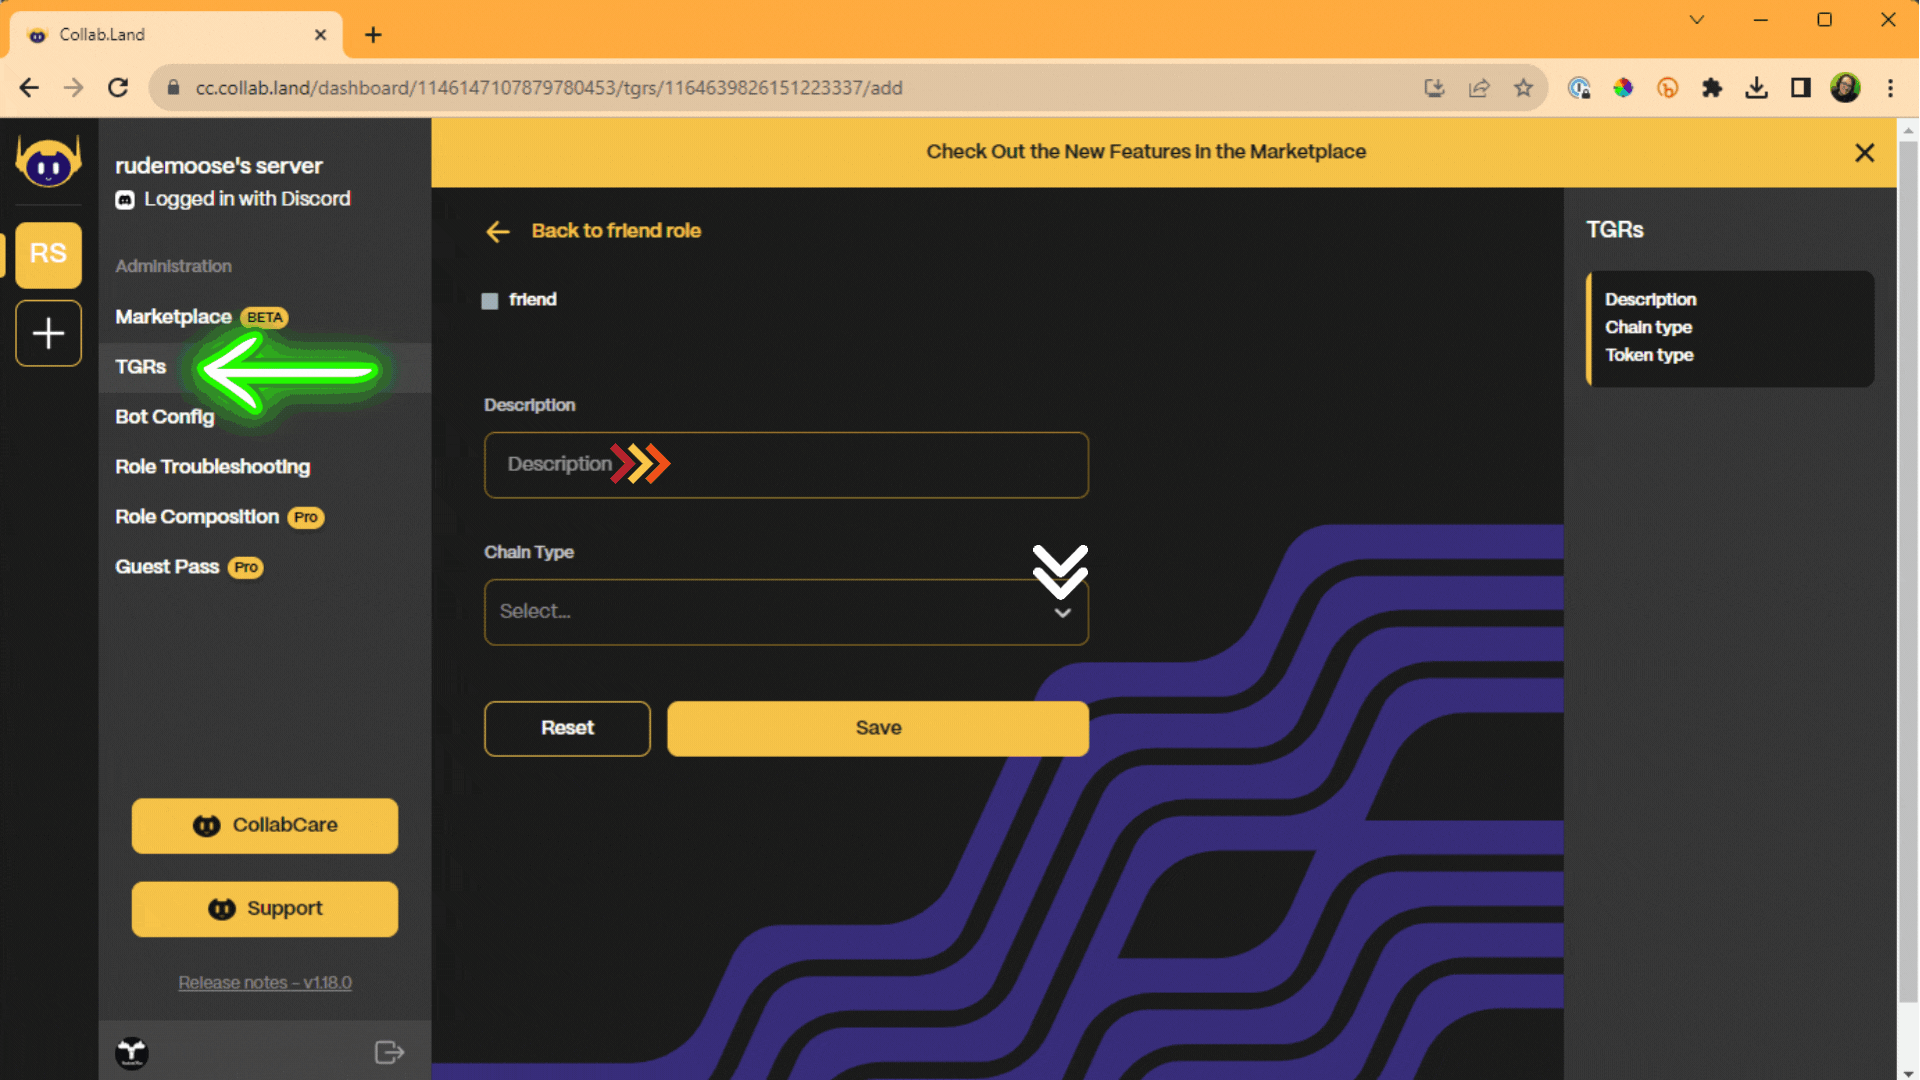 Collab.Land
cc.collab.land/dashboard/1146147107879780453/tgrs/1164639826151223337/add
rudemoose's server
Logged in with Discord
RS
Administration
Marketplace BETA
TGRs
Bot Config
Role Troubleshooting
Role Composition Pro
Guest Pass Pro
CollabCare
Support
Release notes – v1.18.0
Check Out the New Features In the Marketplace
Back to friend role
friend
Description
Description
Chain Type
Select...
Reset
Save
TGRs
Description
Chain type
Token type